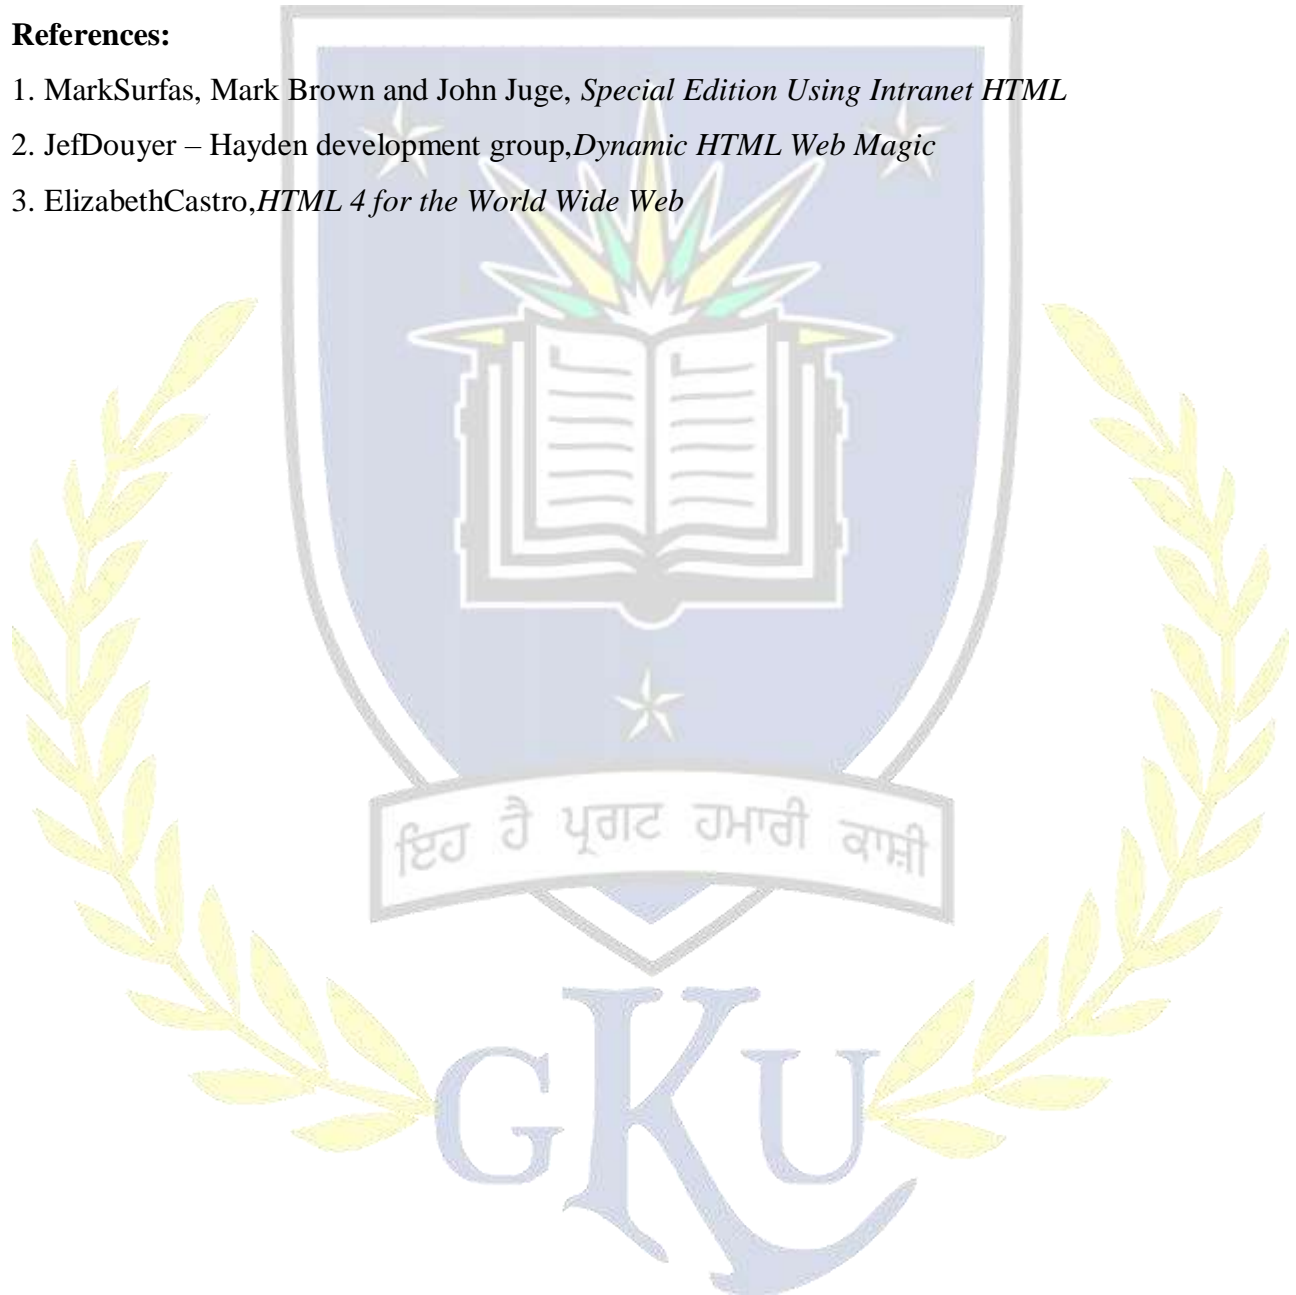 References:
1. MarkSurfas, Mark Brown and John Juge, Special Edition Using Intranet HTML
2. JefDouyer – Hayden development group,Dynamic HTML Web Magic
3. ElizabethCastro,HTML 4 for the World Wide Web
ਇਹ ਹੈ ਪ੍ਰਗਟ ਹਮਾਰੀ ਕਾਸ਼ੀ
GKU